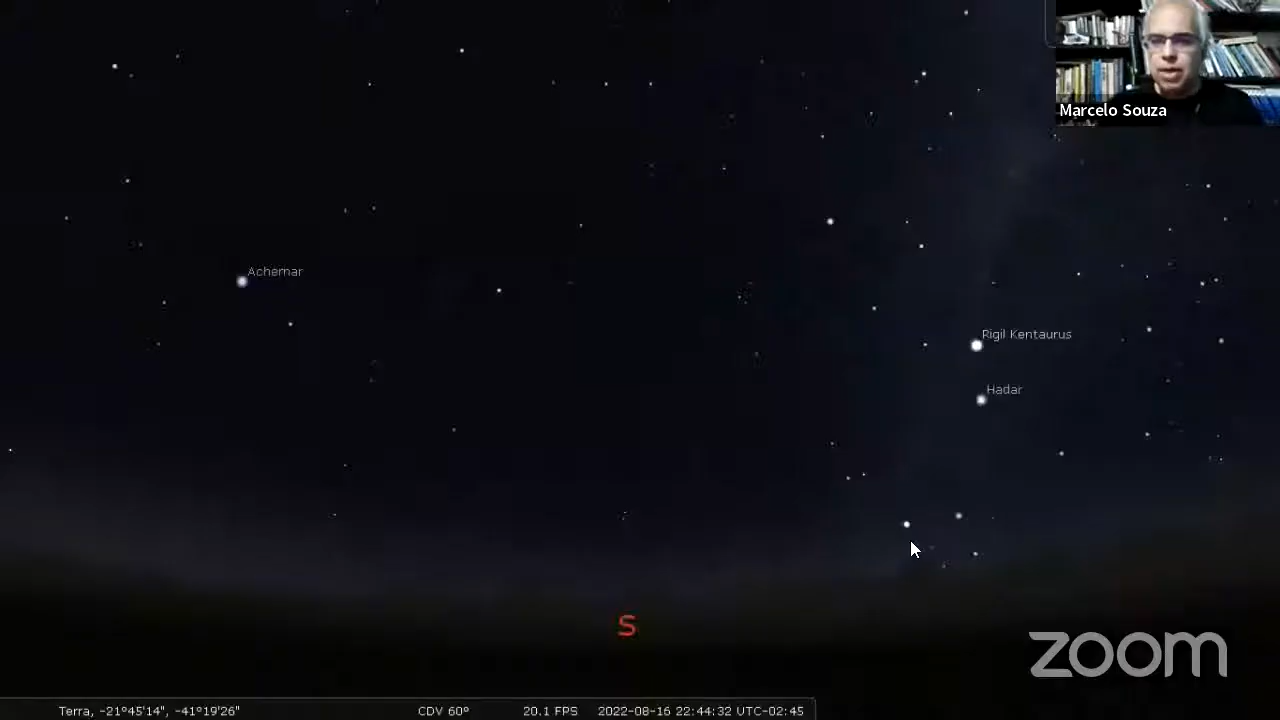 Marcelo Souza
Achernar
Rigil Kentaurus
Hadar
S
zoom
Terra, -21°45'14", -41°19'26" CDV 60° 20.1 FPS 2022-08-16 22:44:32 UTC-02:45